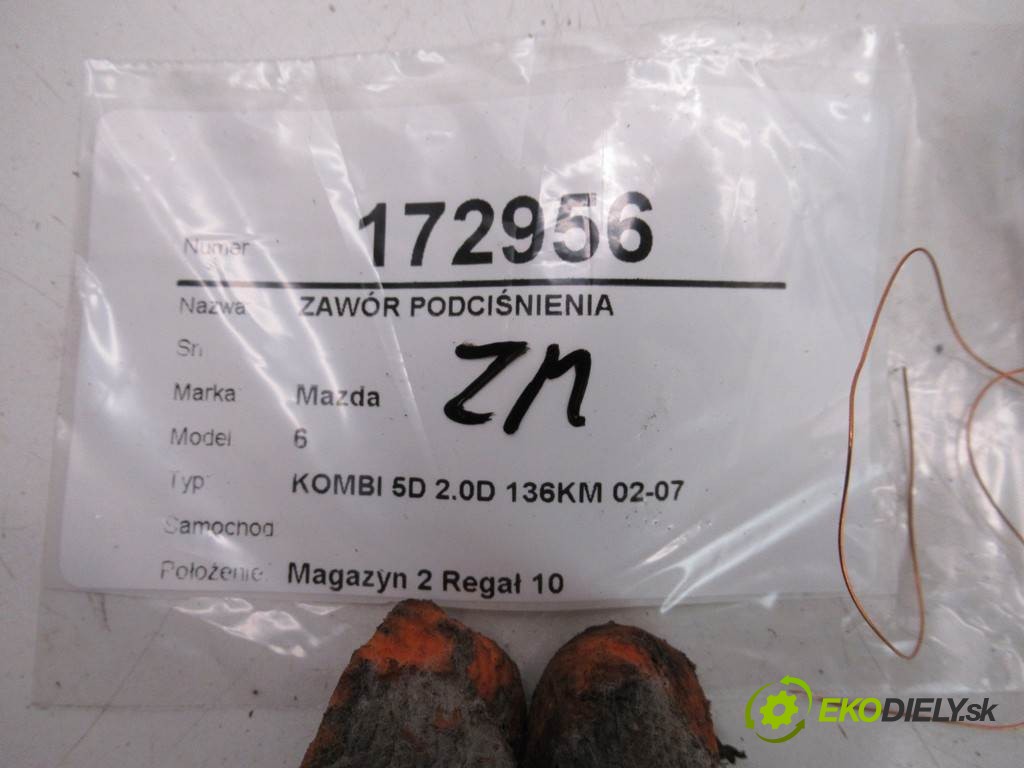 Numer 172956
Nazwa ZAWÓR PODCIŚNIENIA
Sn
ZM
Marka Mazda
Model 6
Typ KOMBI 5D 2.0D 136KM 02-07
Samochod
Położenie Magazyn 2 Regał 10
EKODIELY.sk